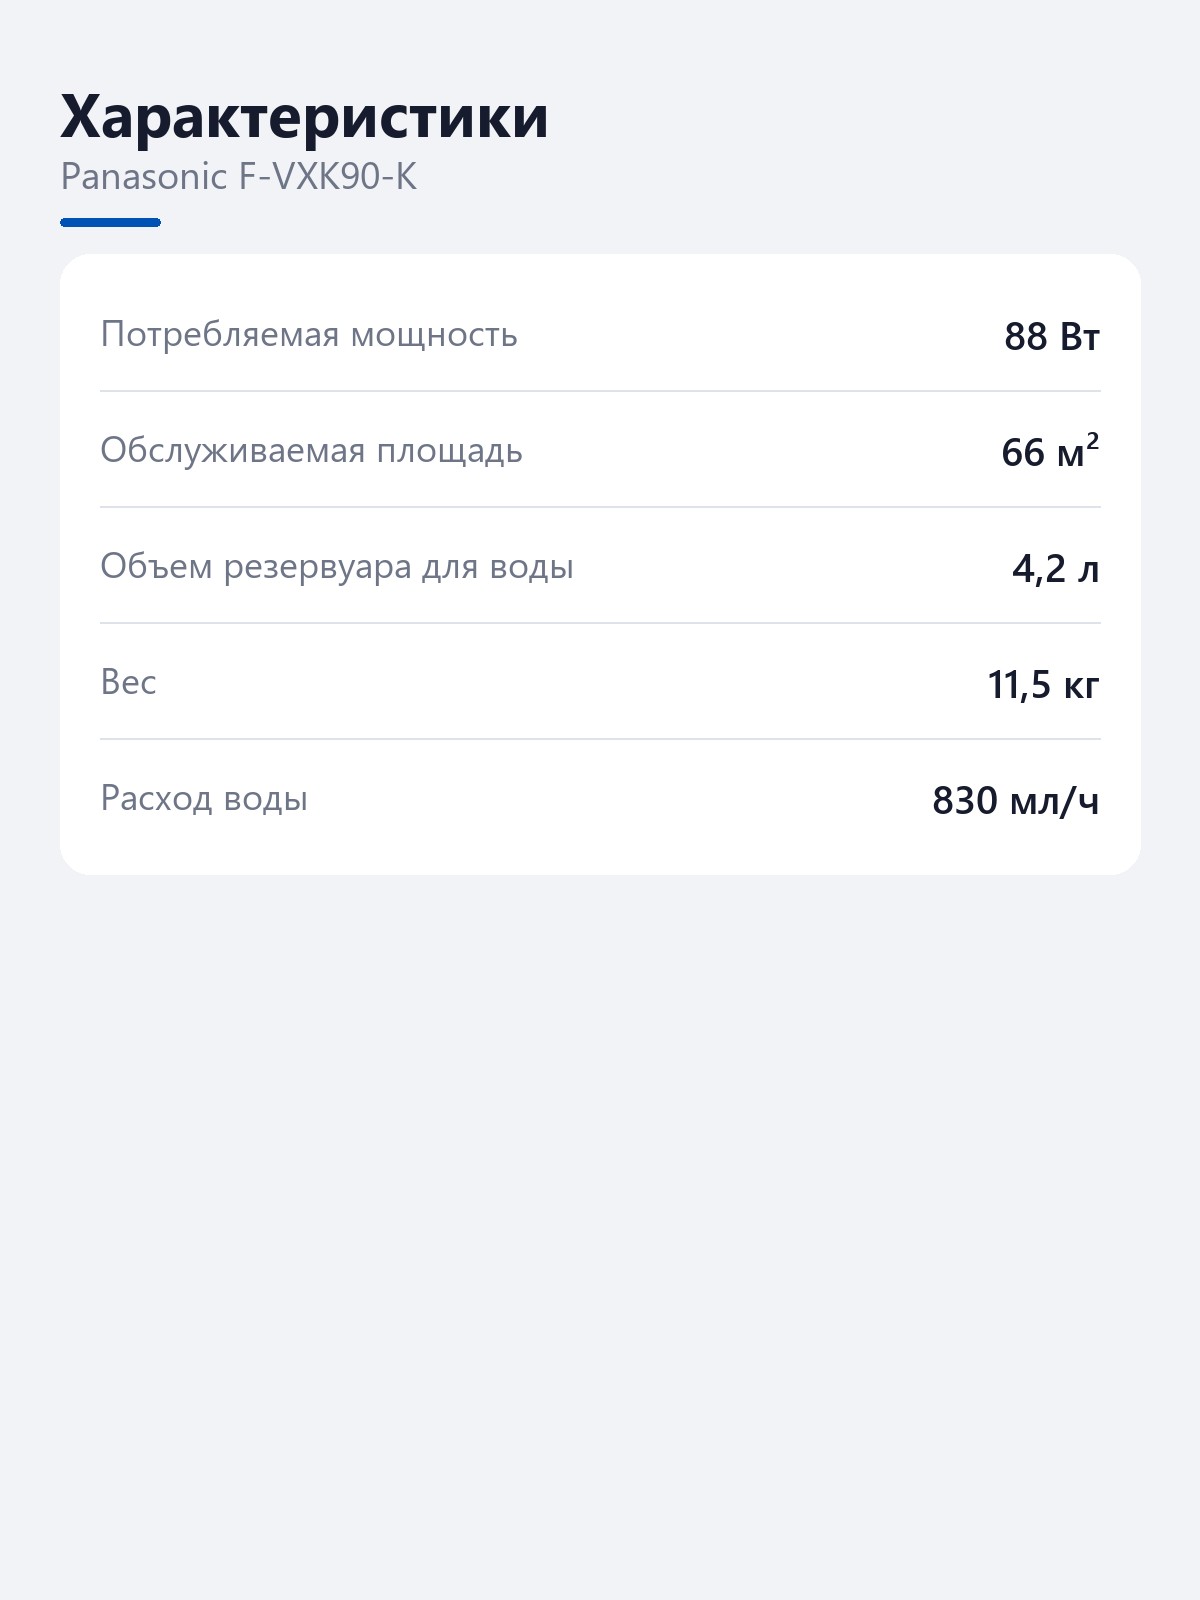 Характеристики
Panasonic F-VXK90-K
Потребляемая мощность 88 Вт
Обслуживаемая площадь 66 м²
Объем резервуара для воды 4,2 л
Вес 11,5 кг
Расход воды 830 мл/ч